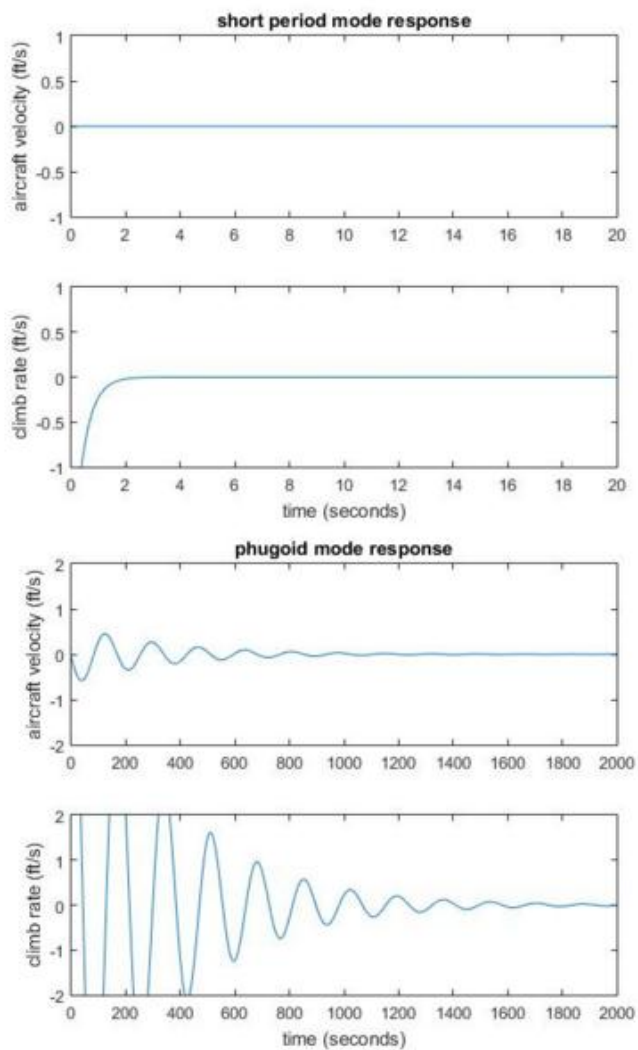 short period mode response
aircraft velocity (ft/s)
1
0.5
0
-0.5
-1
0 2 4 6 8 10 12 14 16 18 20
climb rate (ft/s)
1
0.5
0
-0.5
-1
0 2 4 6 8 10 12 14 16 18 20
time (seconds)
phugoid mode response
aircraft velocity (ft/s)
2
1
0
-1
-2
0 200 400 600 800 1000 1200 1400 1600 1800 2000
climb rate (ft/s)
2
1
0
-1
-2
0 200 400 600 800 1000 1200 1400 1600 1800 2000
time (seconds)